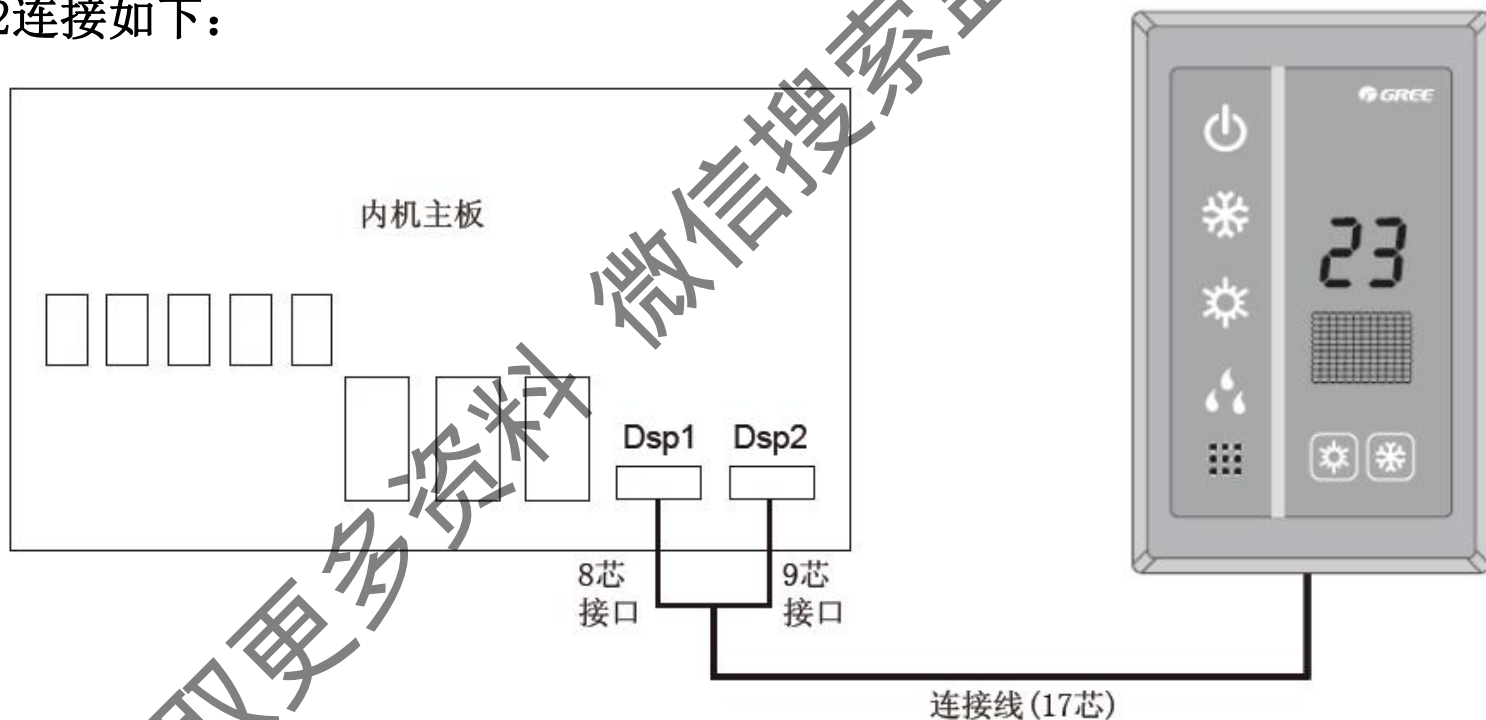 2连接如下：
GREE
内机主板
23
Dsp1 Dsp2
8芯
接口
9芯
接口
连接线(17芯)
取更多资料 微信搜索